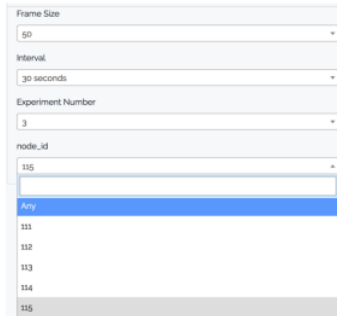 Frame Size
50
Interval
30 seconds
Experiment Number
3
node_id
115
Any
111
112
113
114
115